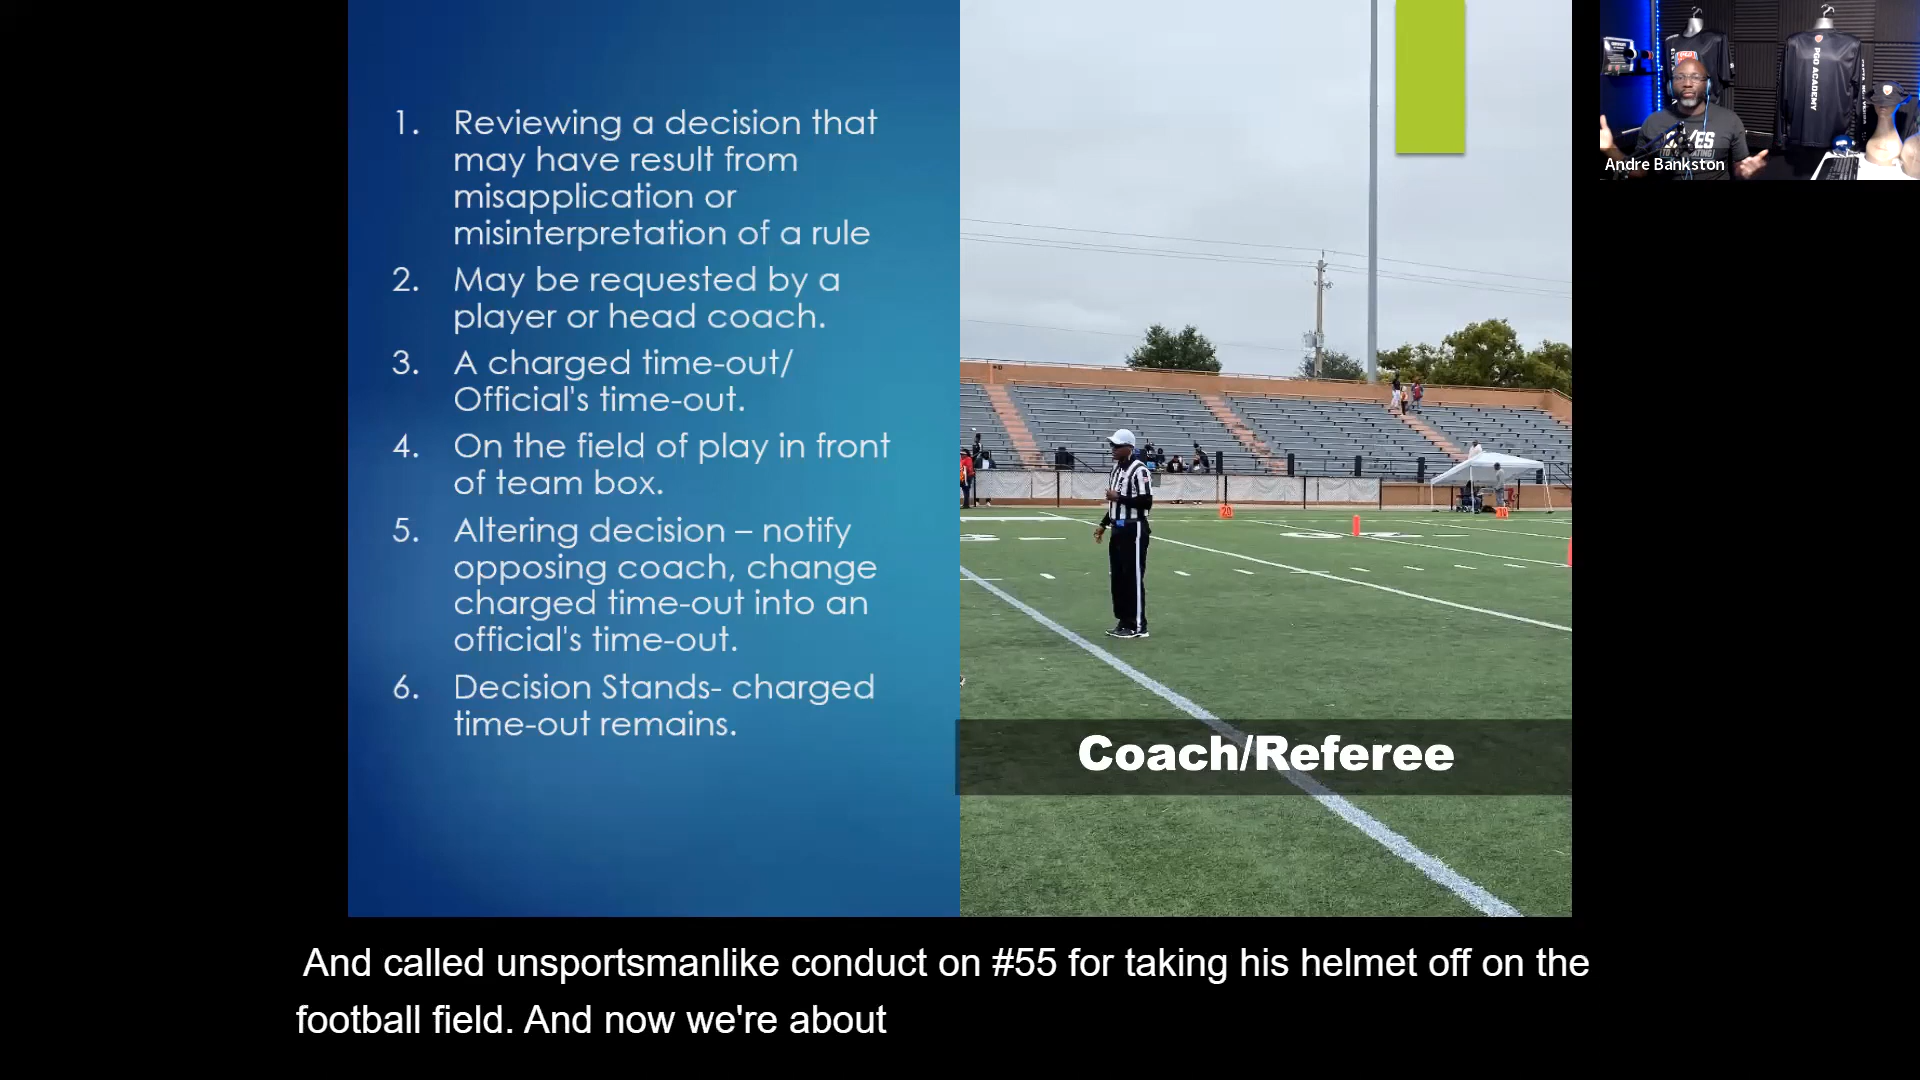 1. Reviewing a decision that
may have result from
misapplication or
misinterpretation of a rule
2. May be requested by a
player or head coach.
3. A charged time-out/
Official's time-out.
4. On the field of play in front
of team box.
5. Altering decision – notify
opposing coach, change
charged time-out into an
official's time-out.
6. Decision Stands- charged
time-out remains.
20
Coach/Referee
PGO ACADEMY
Andre Bankston
And called unsportsmanlike conduct on #55 for taking his helmet off on the
football field. And now we're about